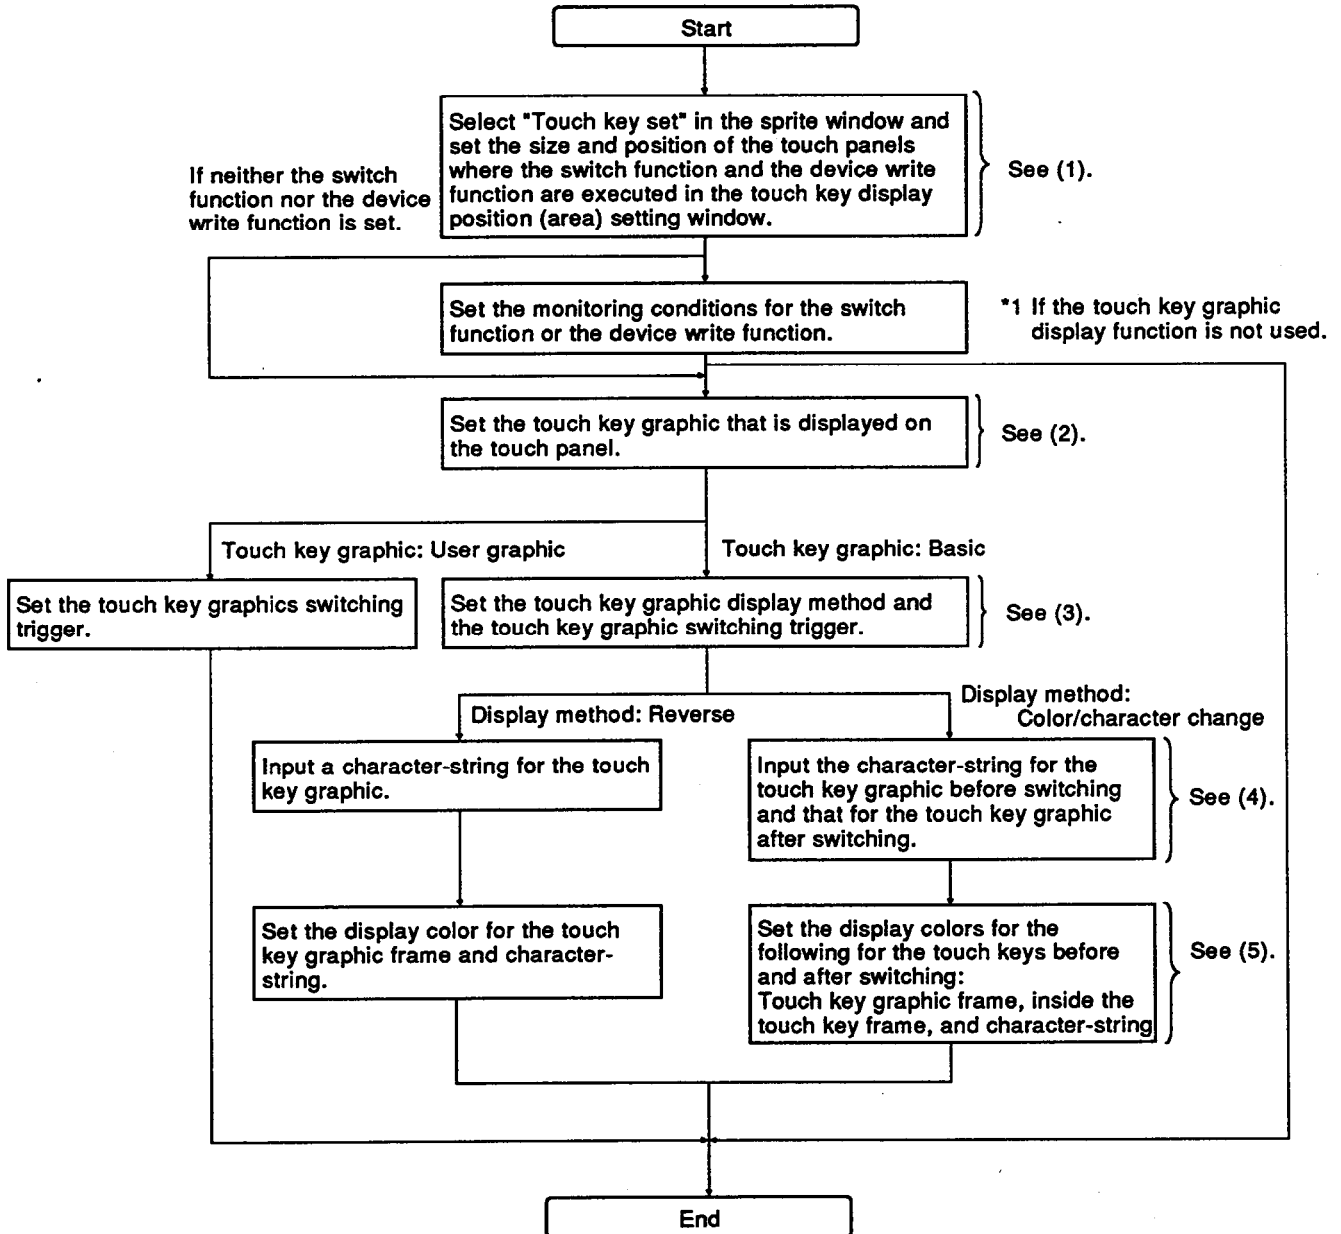 Start
Select "Touch key set" in the sprite window and
set the size and position of the touch panels
where the switch function and the device write
function are executed in the touch key display
position (area) setting window.
See (1).
If neither the switch
function nor the device
write function is set.
Set the monitoring conditions for the switch
function or the device write function.
*1 If the touch key graphic
display function is not used.
Set the touch key graphic that is displayed on
the touch panel.
See (2).
Touch key graphic: User graphic
Touch key graphic: Basic
Set the touch key graphics switching
trigger.
Set the touch key graphic display method and
the touch key graphic switching trigger.
See (3).
Display method: Reverse
Display method:
Color/character change
Input a character-string for the touch
key graphic.
Input the character-string for the
touch key graphic before switching
and that for the touch key graphic
after switching.
See (4).
Set the display color for the touch
key graphic frame and character-
string.
Set the display colors for the
following for the touch keys before
and after switching:
Touch key graphic frame, inside the
touch key frame, and character-string
See (5).
End